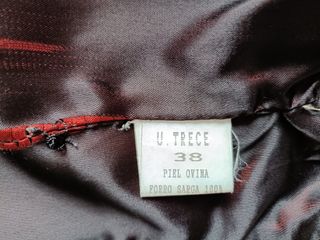 U. TRECE
38
PIEL OVINA
FORRO SARGA 100%